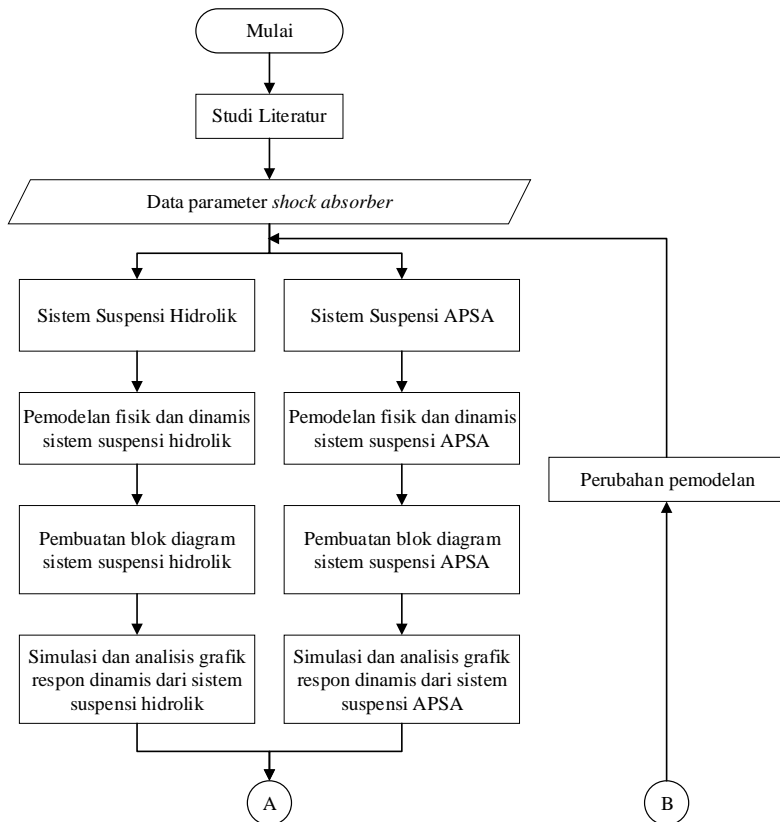 Mulai
Studi Literatur
Data parameter shock absorber
Sistem Suspensi Hidrolik
Sistem Suspensi APSA
Pemodelan fisik dan dinamis
sistem suspensi hidrolik
Pemodelan fisik dan dinamis
sistem suspensi APSA
Perubahan pemodelan
Pembuatan blok diagram
sistem suspensi hidrolik
Pembuatan blok diagram
sistem suspensi APSA
Simulasi dan analisis grafik
respon dinamis dari sistem
suspensi hidrolik
Simulasi dan analisis grafik
respon dinamis dari sistem
suspensi APSA
A
B